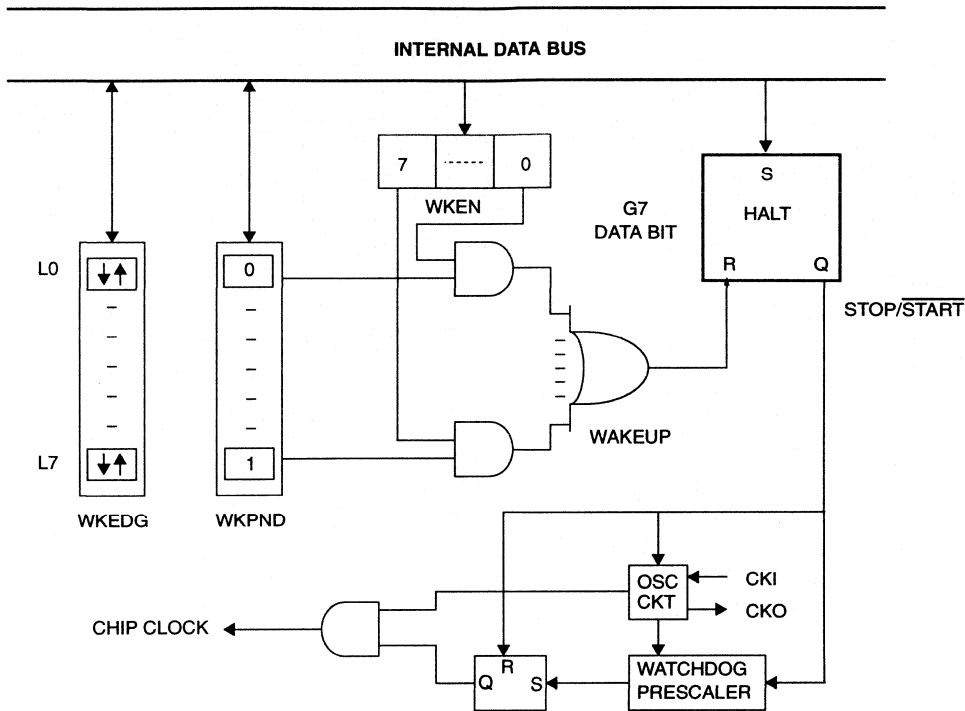 INTERNAL DATA BUS
7 ...... 0
WKEN
S
HALT
R Q
G7
DATA BIT
STOP/START
L0
0
L7
1
WKEDG
WKPND
WAKEUP
OSC
CKT
CKI
CKO
CHIP CLOCK
R
Q S
WATCHDOG
PRESCALER